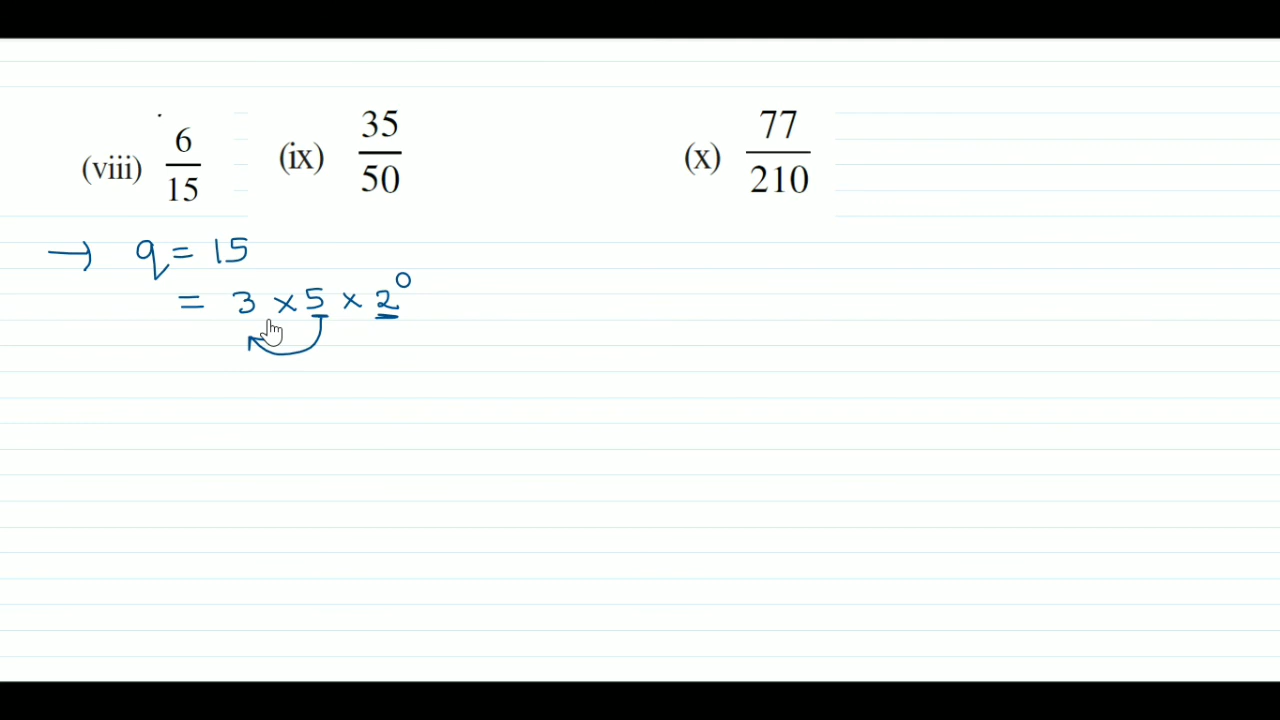 (viii) 6/15 (ix) 35/50 (x) 77/210
→ q = 15
= 3 × 5 × 2⁰